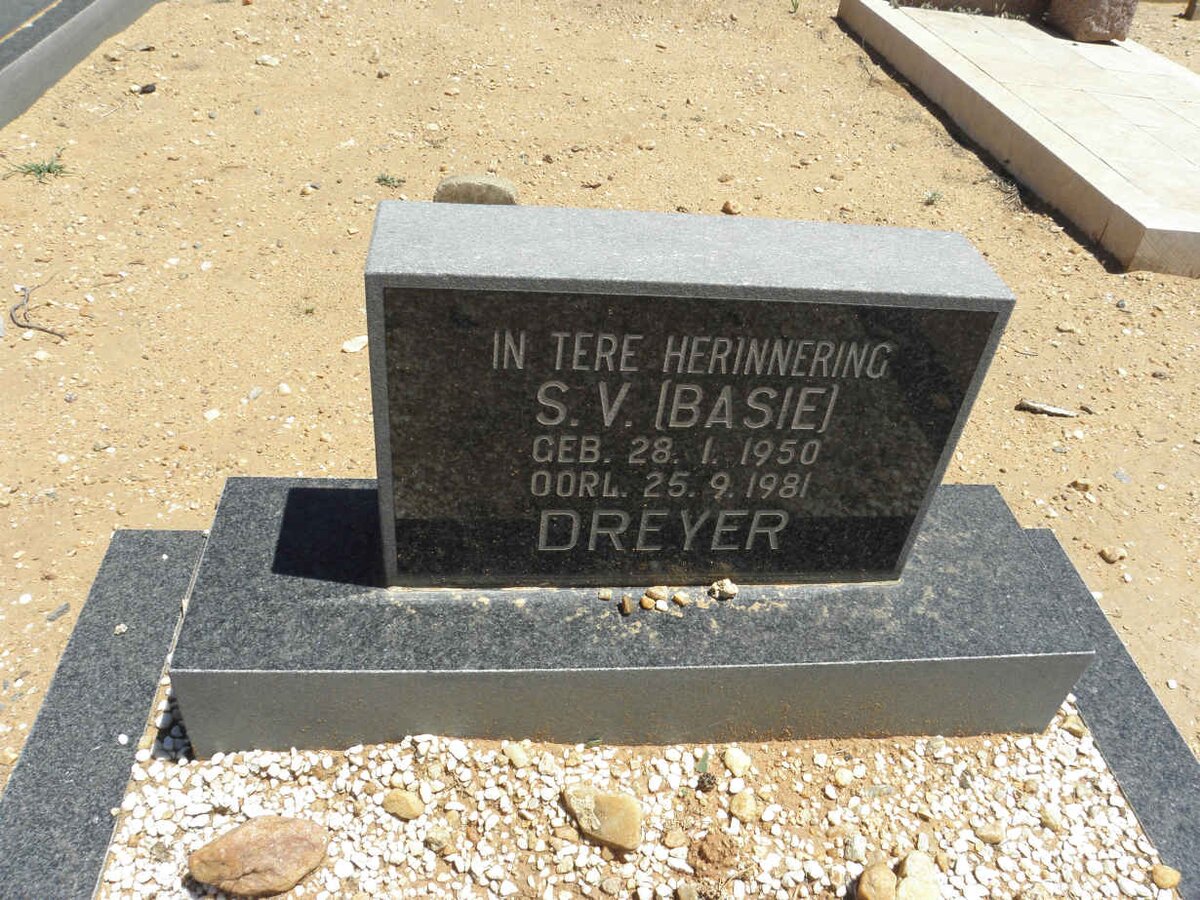 IN TERE HERINNERING
S. V. (BASIE)
GEB. 28. 1. 1950
OORL. 25. 9. 1981
DREYER